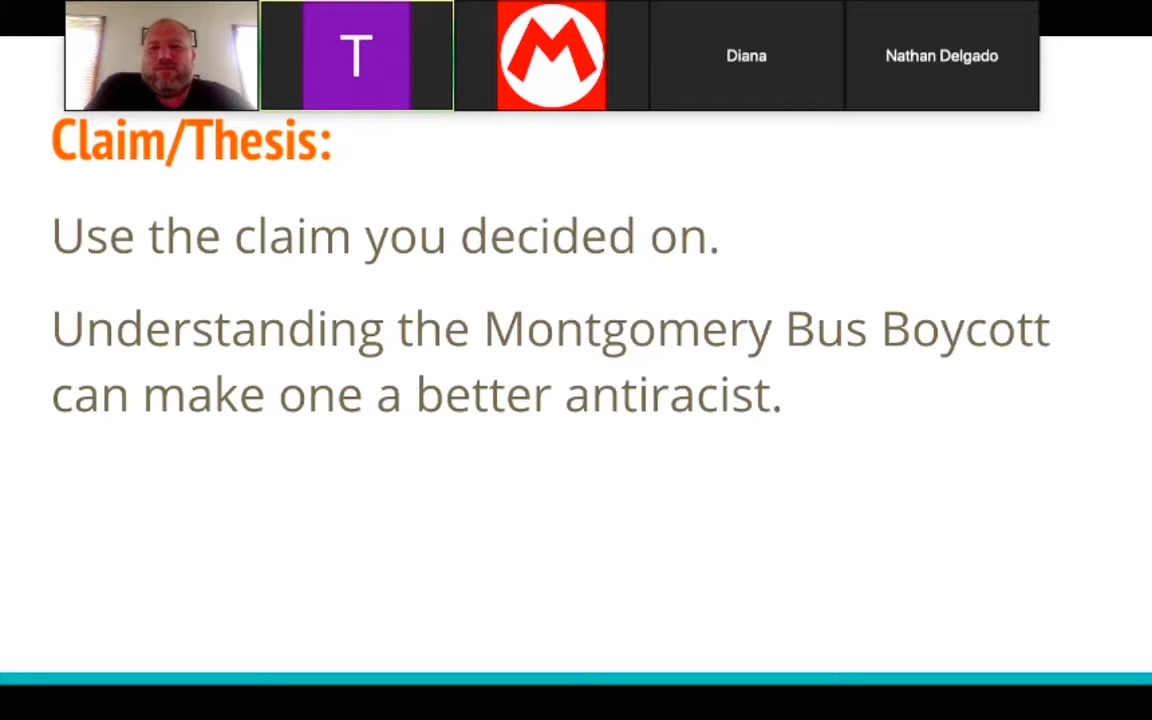 T
M
Diana
Nathan Delgado
Claim/Thesis:
Use the claim you decided on.
Understanding the Montgomery Bus Boycott
can make one a better antiracist.